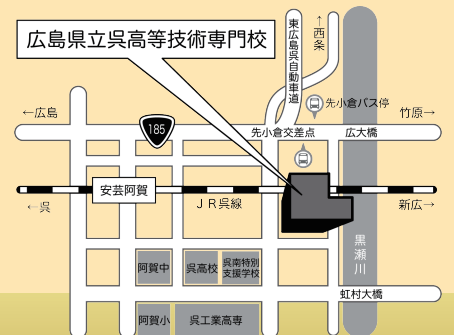 広島県立呉高等技術専門校
東広島呉自動車道
←西条
先小倉バス停
←広島
竹原→
185
先小倉交差点
広大橋
安芸阿賀
JR呉線
←呉
新広→
黒瀬川
阿賀中
呉高校
呉南特別
支援学校
虹村大橋
阿賀小
呉工業高専